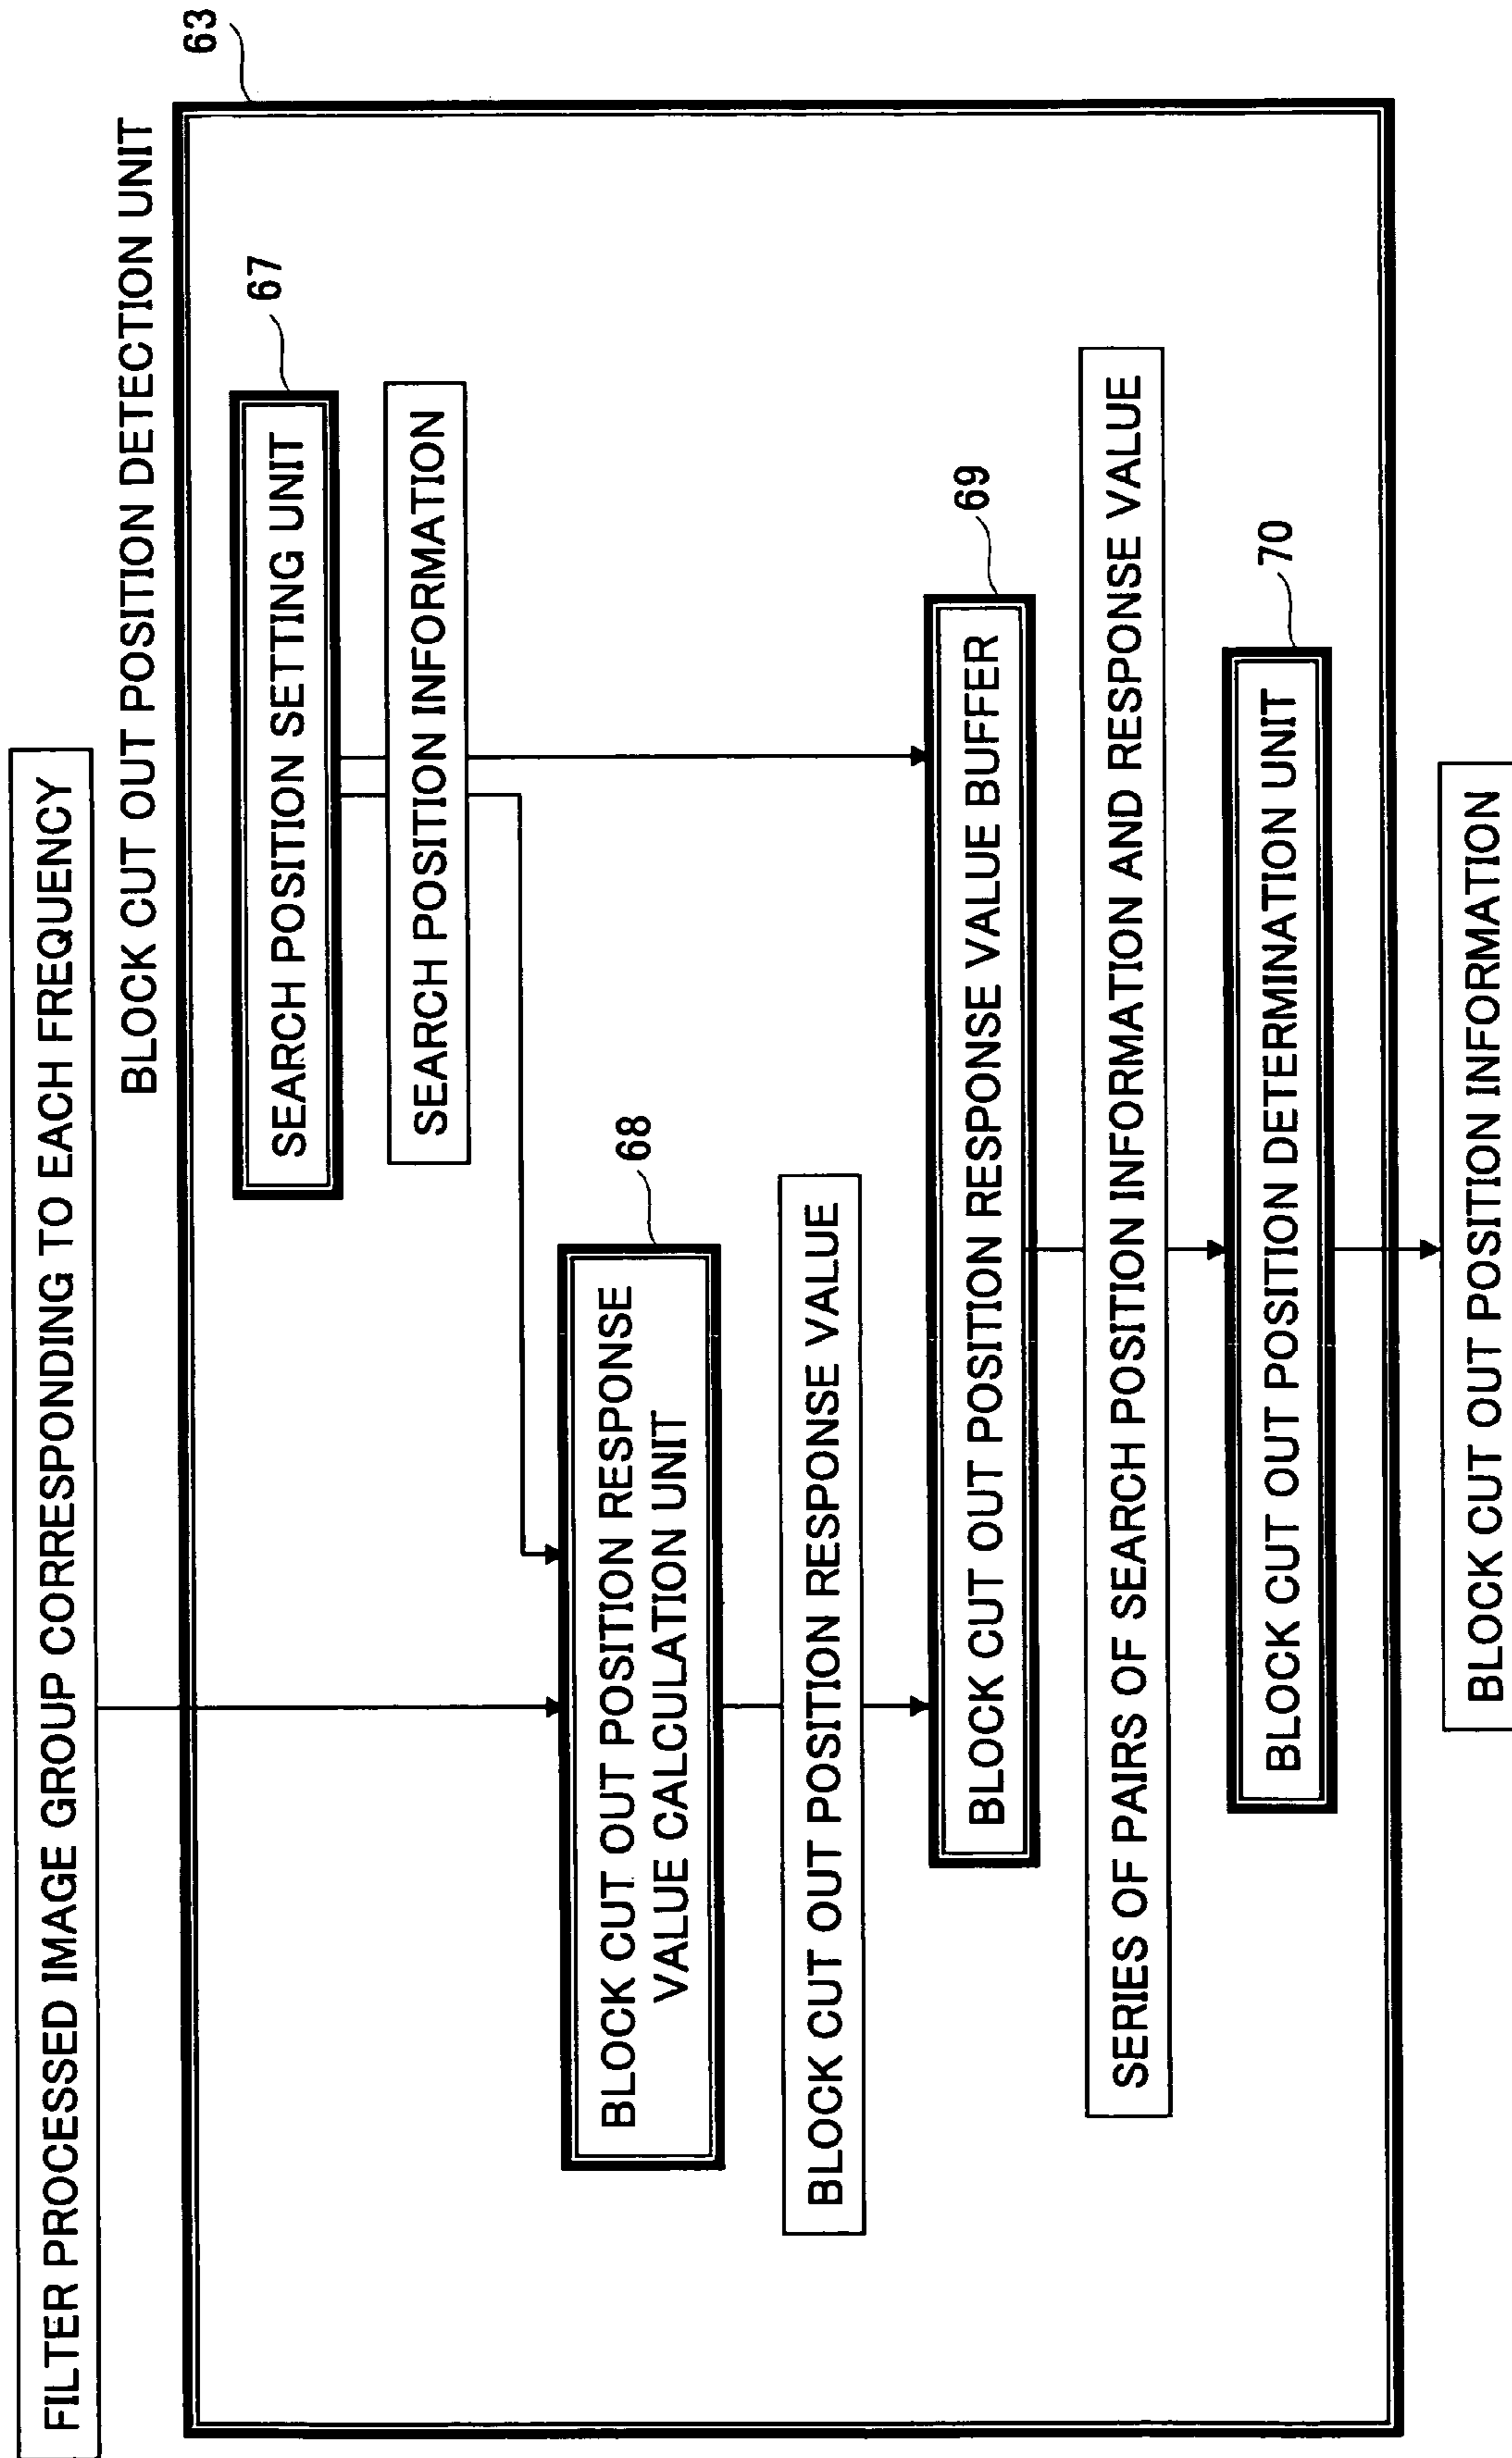 FILTER PROCESSED IMAGE GROUP CORRESPONDING TO EACH FREQUENCY
BLOCK CUT OUT POSITION DETECTION UNIT
63
SEARCH POSITION SETTING UNIT
67
SEARCH POSITION INFORMATION
68
BLOCK CUT OUT POSITION RESPONSE
VALUE CALCULATION UNIT
BLOCK CUT OUT POSITION RESPONSE VALUE
69
BLOCK CUT OUT POSITION RESPONSE VALUE BUFFER
SERIES OF PAIRS OF SEARCH POSITION INFORMATION AND RESPONSE VALUE
70
BLOCK CUT OUT POSITION DETERMINATION UNIT
BLOCK CUT OUT POSITION INFORMATION